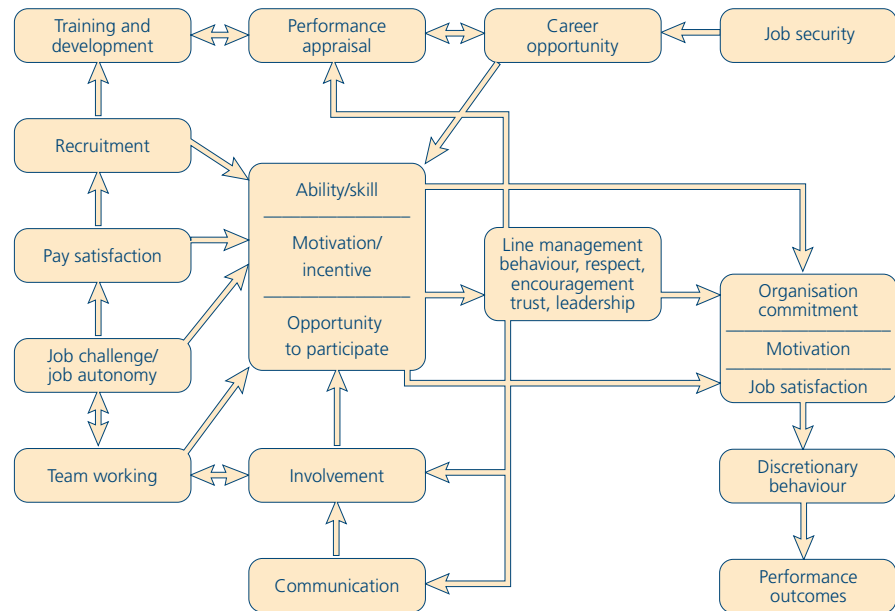 Training and
development
Performance
appraisal
Career
opportunity
Job security
Recruitment
Ability/skill
Motivation/
incentive
Opportunity
to participate
Pay satisfaction
Line management
behaviour, respect,
encouragement
trust, leadership
Organisation
commitment
Motivation
Job satisfaction
Job challenge/
job autonomy
Team working
Involvement
Discretionary
behaviour
Communication
Performance
outcomes